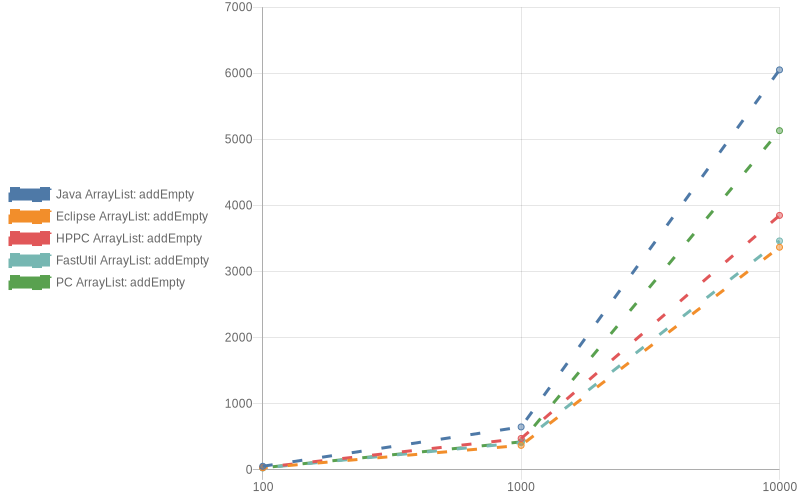 7000
6000
5000
4000
3000
2000
1000
0
Java ArrayList: addEmpty
Eclipse ArrayList: addEmpty
HPPC ArrayList: addEmpty
FastUtil ArrayList: addEmpty
PC ArrayList: addEmpty
100 1000 10000